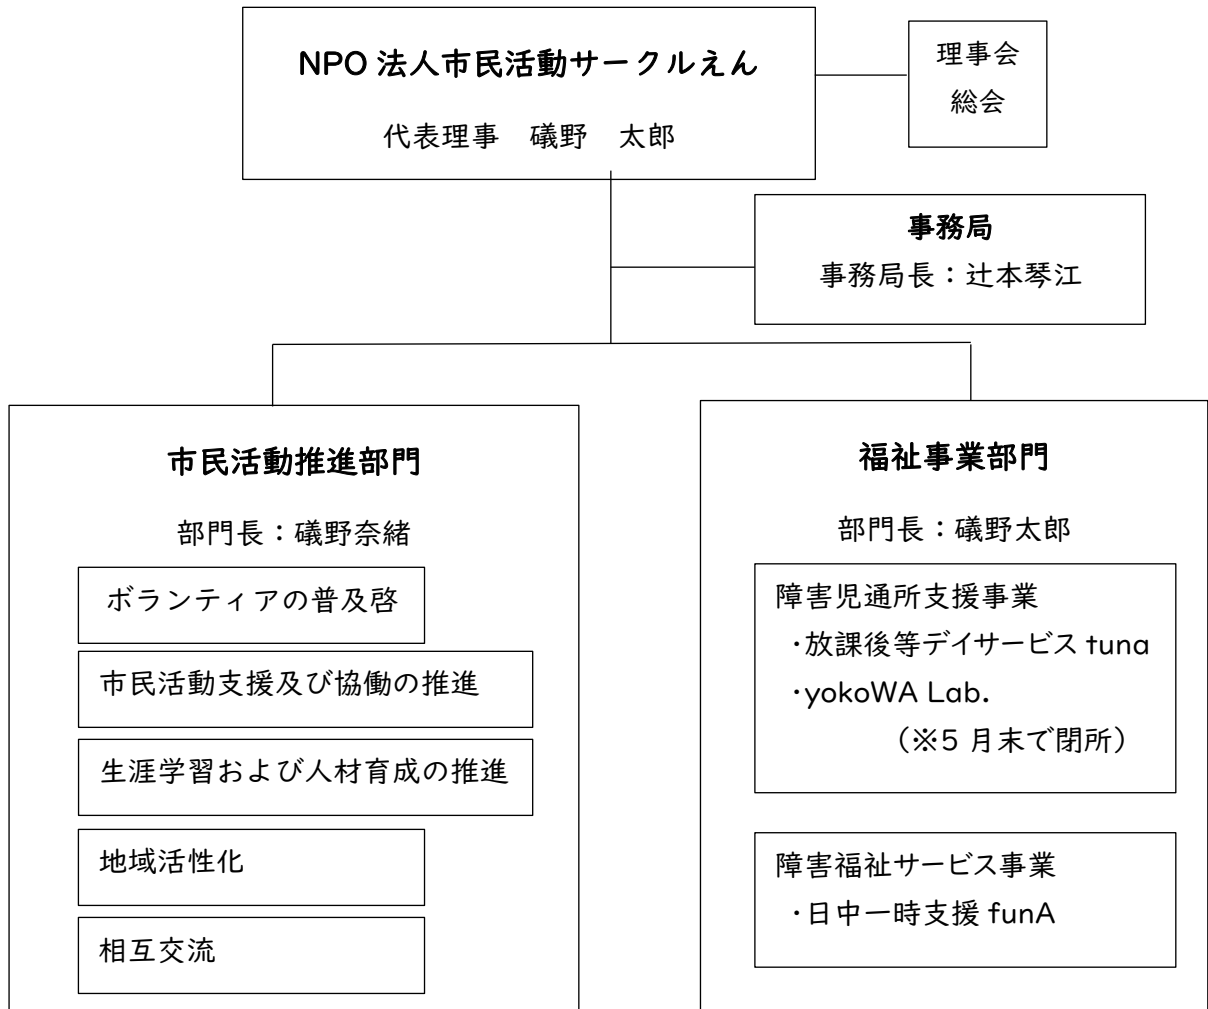 NPO 法人市民活動サークルえん
代表理事　礒野　太郎
理事会
総会
事務局
事務局長：辻本琴江
市民活動推進部門
部門長：礒野奈緒
ボランティアの普及啓
市民活動支援及び協働の推進
生涯学習および人材育成の推進
地域活性化
相互交流
福祉事業部門
部門長：礒野太郎
障害児通所支援事業
・放課後等デイサービス tuna
・yokoWA Lab.
（※5 月末で閉所）
障害福祉サービス事業
・日中一時支援 funA